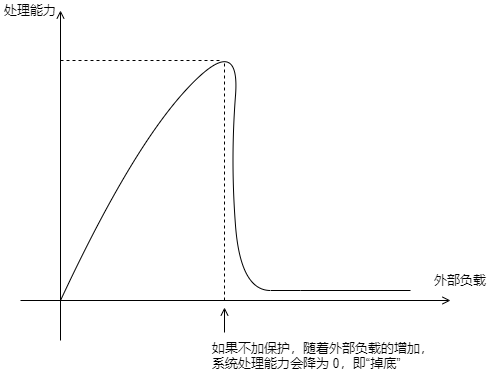 处理能力
外部负载
如果不加保护，随着外部负载的增加，
系统处理能力会降为 0，即“掉底”